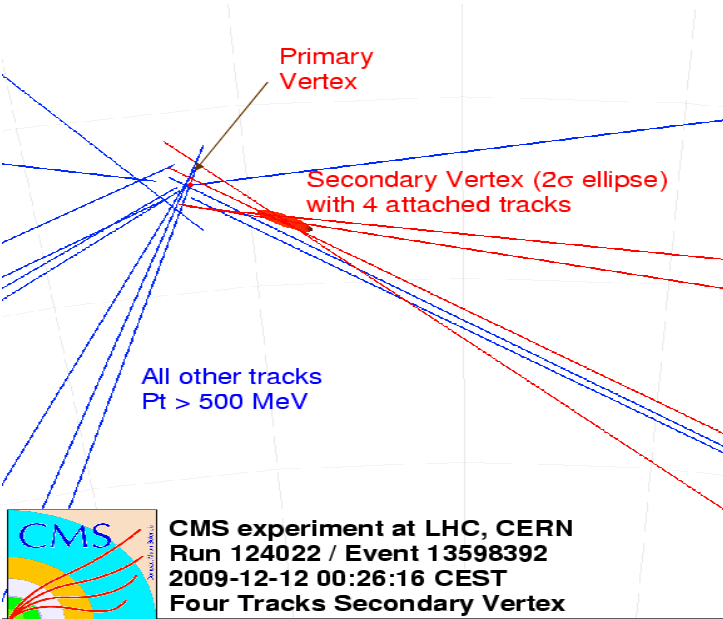 Primary
Vertex
Secondary Vertex (2σ ellipse)
with 4 attached tracks
All other tracks
Pt > 500 MeV
CMS
CMS experiment at LHC, CERN
Run 124022 / Event 13598392
2009-12-12 00:26:16 CEST
Four Tracks Secondary Vertex